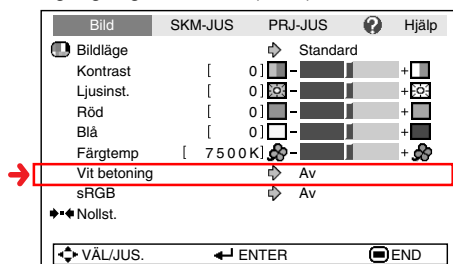 Bild SKM-JUS PRJ-JUS ? Hjälp
Bildläge Standard
Kontrast [ 0] - +
Ljusinst. [ 0] - +
Röd [ 0] - +
Blå [ 0] - +
Färgtemp [ 7500K] - +
Vit betoning Av
sRGB Av
Nollst.
VÄL/JUS. ENTER END